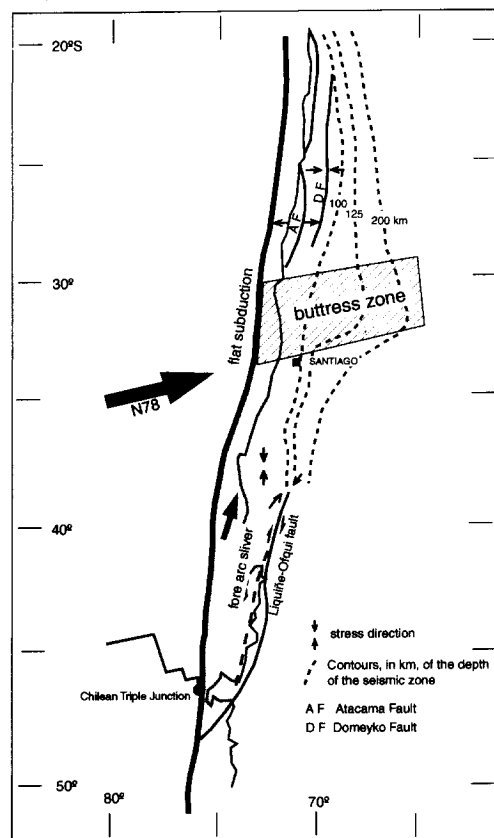 20ºS
A F
D F
100
125
200 km
30º
buttress zone
flat subduction
SANTIAGO
N78
40º
fore arc sliver
Liquiñe-Ofqui fault
stress direction
Contours, in km, of the depth
of the seismic zone
A F Atacama Fault
D F Domeyko Fault
Chilean Triple Junction
50º
80º
70º